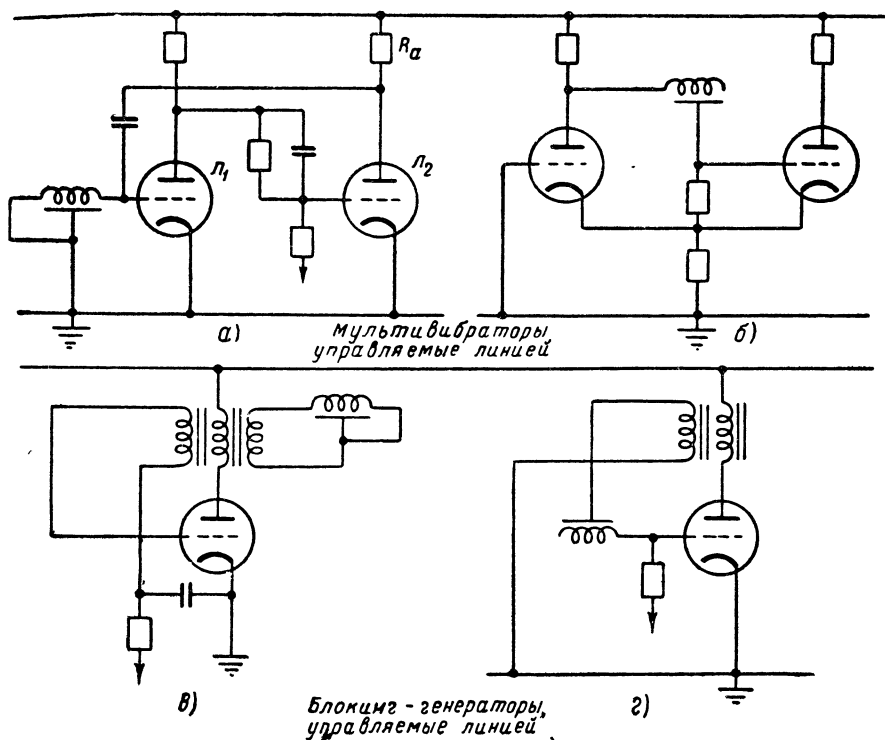 Rа
Л₁
Л₂
а)
б)
Мультивибраторы
управляемые линией
в)
г)
Блокинг-генераторы,
управляемые линией